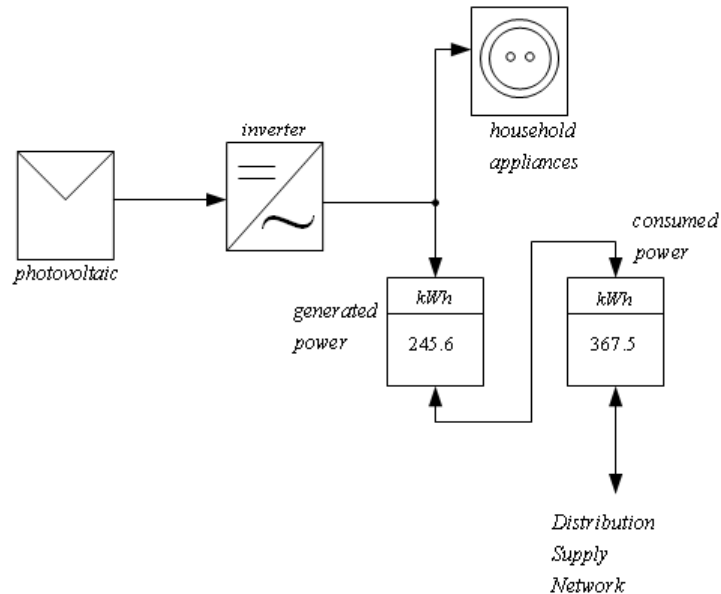 household
appliances
inverter
photovoltaic
consumed
power
generated
power
kWh
245.6
kWh
367.5
Distribution
Supply
Network